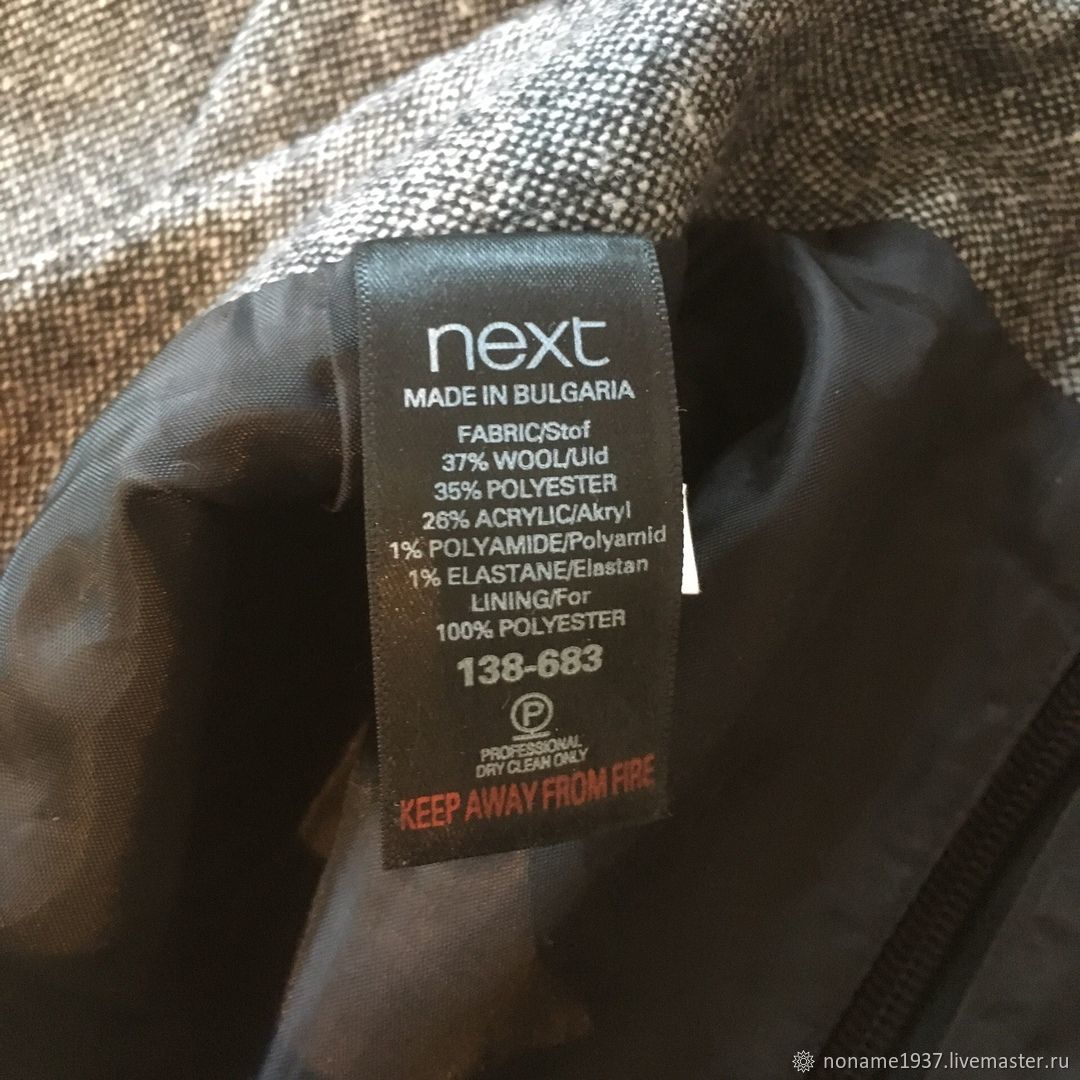 next
MADE IN BULGARIA
FABRIC/Stof
37% WOOL/Uld
35% POLYESTER
26% ACRYLIC/Akryl
1% POLYAMIDE/Polyamid
1% ELASTANE/Elastan
LINING/For
100% POLYESTER
138-683
P
PROFESSIONAL
DRY CLEAN ONLY
KEEP AWAY FROM FIRE
noname1937.livemaster.ru